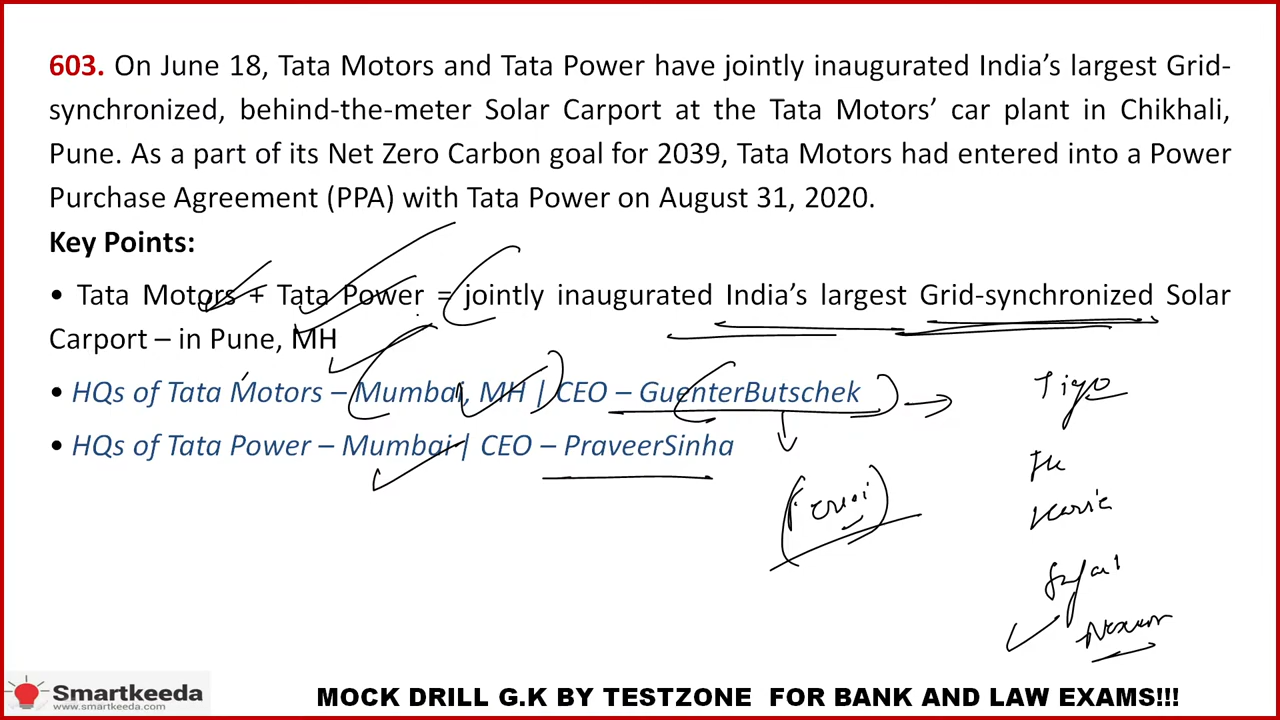 603. On June 18, Tata Motors and Tata Power have jointly inaugurated India's largest Grid-
synchronized, behind-the-meter Solar Carport at the Tata Motors' car plant in Chikhali,
Pune. As a part of its Net Zero Carbon goal for 2039, Tata Motors had entered into a Power
Purchase Agreement (PPA) with Tata Power on August 31, 2020.
Key Points:
• Tata Motors + Tata Power = jointly inaugurated India's largest Grid-synchronized Solar
Carport – in Pune, MH
• HQs of Tata Motors – Mumbai, MH | CEO – GuenterButschek
Tigo
• HQs of Tata Power – Mumbai | CEO – PraveerSinha
Smartkeeda
www.smartkeeda.com
MOCK DRILL G.K BY TESTZONE FOR BANK AND LAW EXAMS!!!